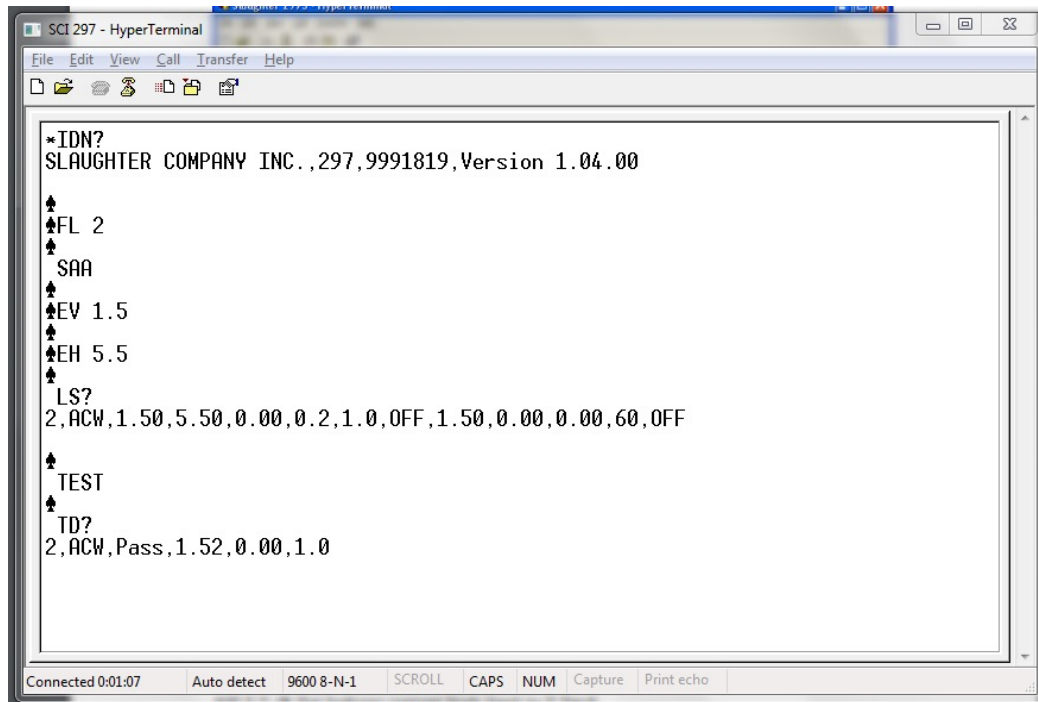 SCI 297 - HyperTerminal
File Edit View Call Transfer Help
*IDN?
SLAUGHTER COMPANY INC.,297,9991819,Version 1.04.00
♠
♠FL 2
♠
SAA
♠
♠EV 1.5
♠
♠EH 5.5
♠
LS?
2,ACW,1.50,5.50,0.00,0.2,1.0,OFF,1.50,0.00,0.00,60,OFF
♠
TEST
♠
TD?
2,ACW,Pass,1.52,0.00,1.0
Connected 0:01:07 Auto detect 9600 8-N-1 SCROLL CAPS NUM Capture Print echo